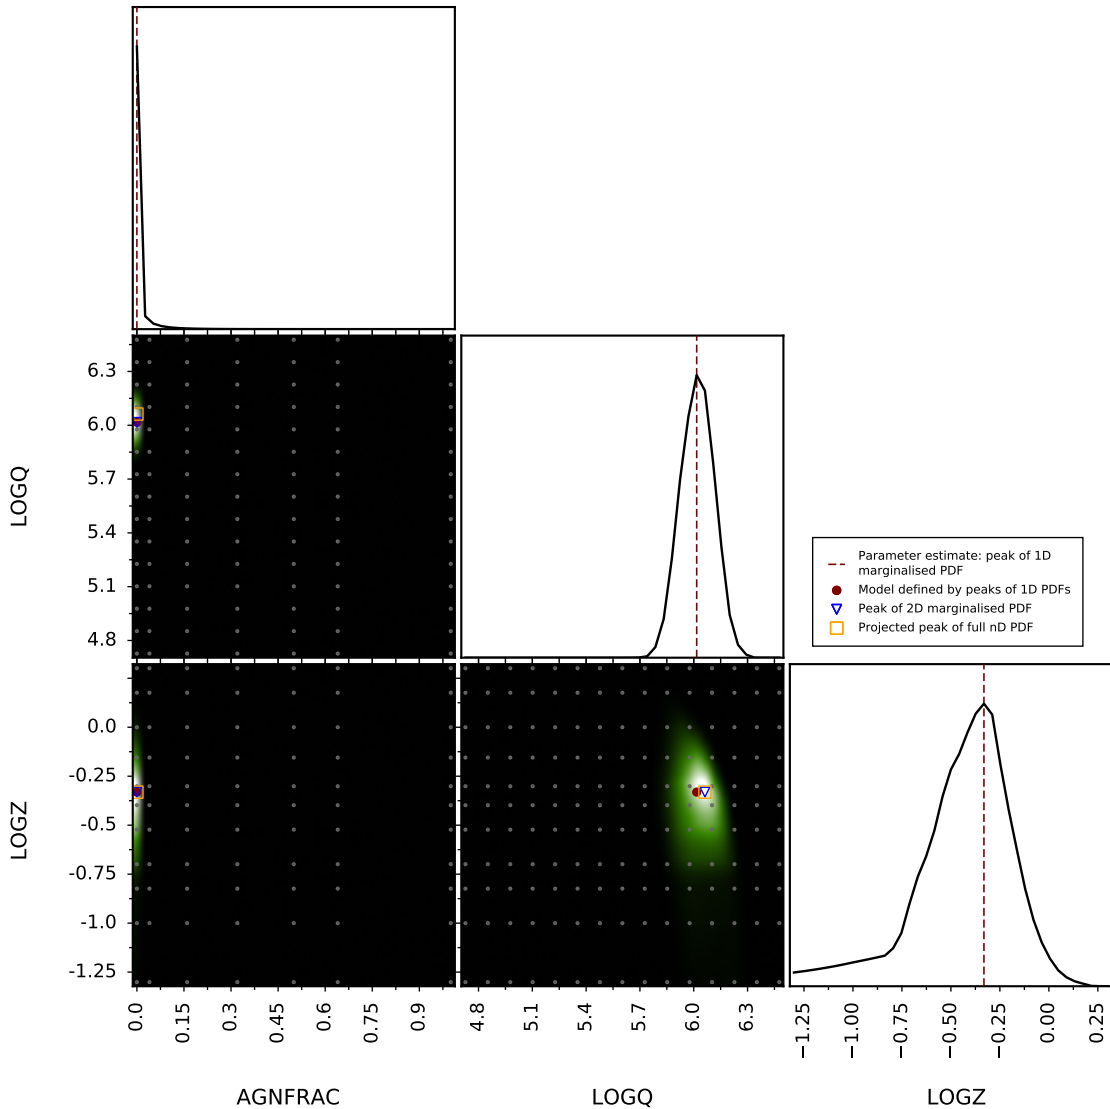 6.3
6.0
5.7
5.4
5.1
4.8
LOGQ
Parameter estimate: peak of 1D
marginalised PDF
Model defined by peaks of 1D PDFs
Peak of 2D marginalised PDF
Projected peak of full nD PDF
0.0
-0.25
-0.5
-0.75
-1.0
-1.25
LOGZ
0.0 0.15 0.3 0.45 0.6 0.75 0.9
4.8 5.1 5.4 5.7 6.0 6.3
−1.25 −1.00 −0.75 −0.50 −0.25 0.00 0.25
AGNFRAC LOGQ LOGZ